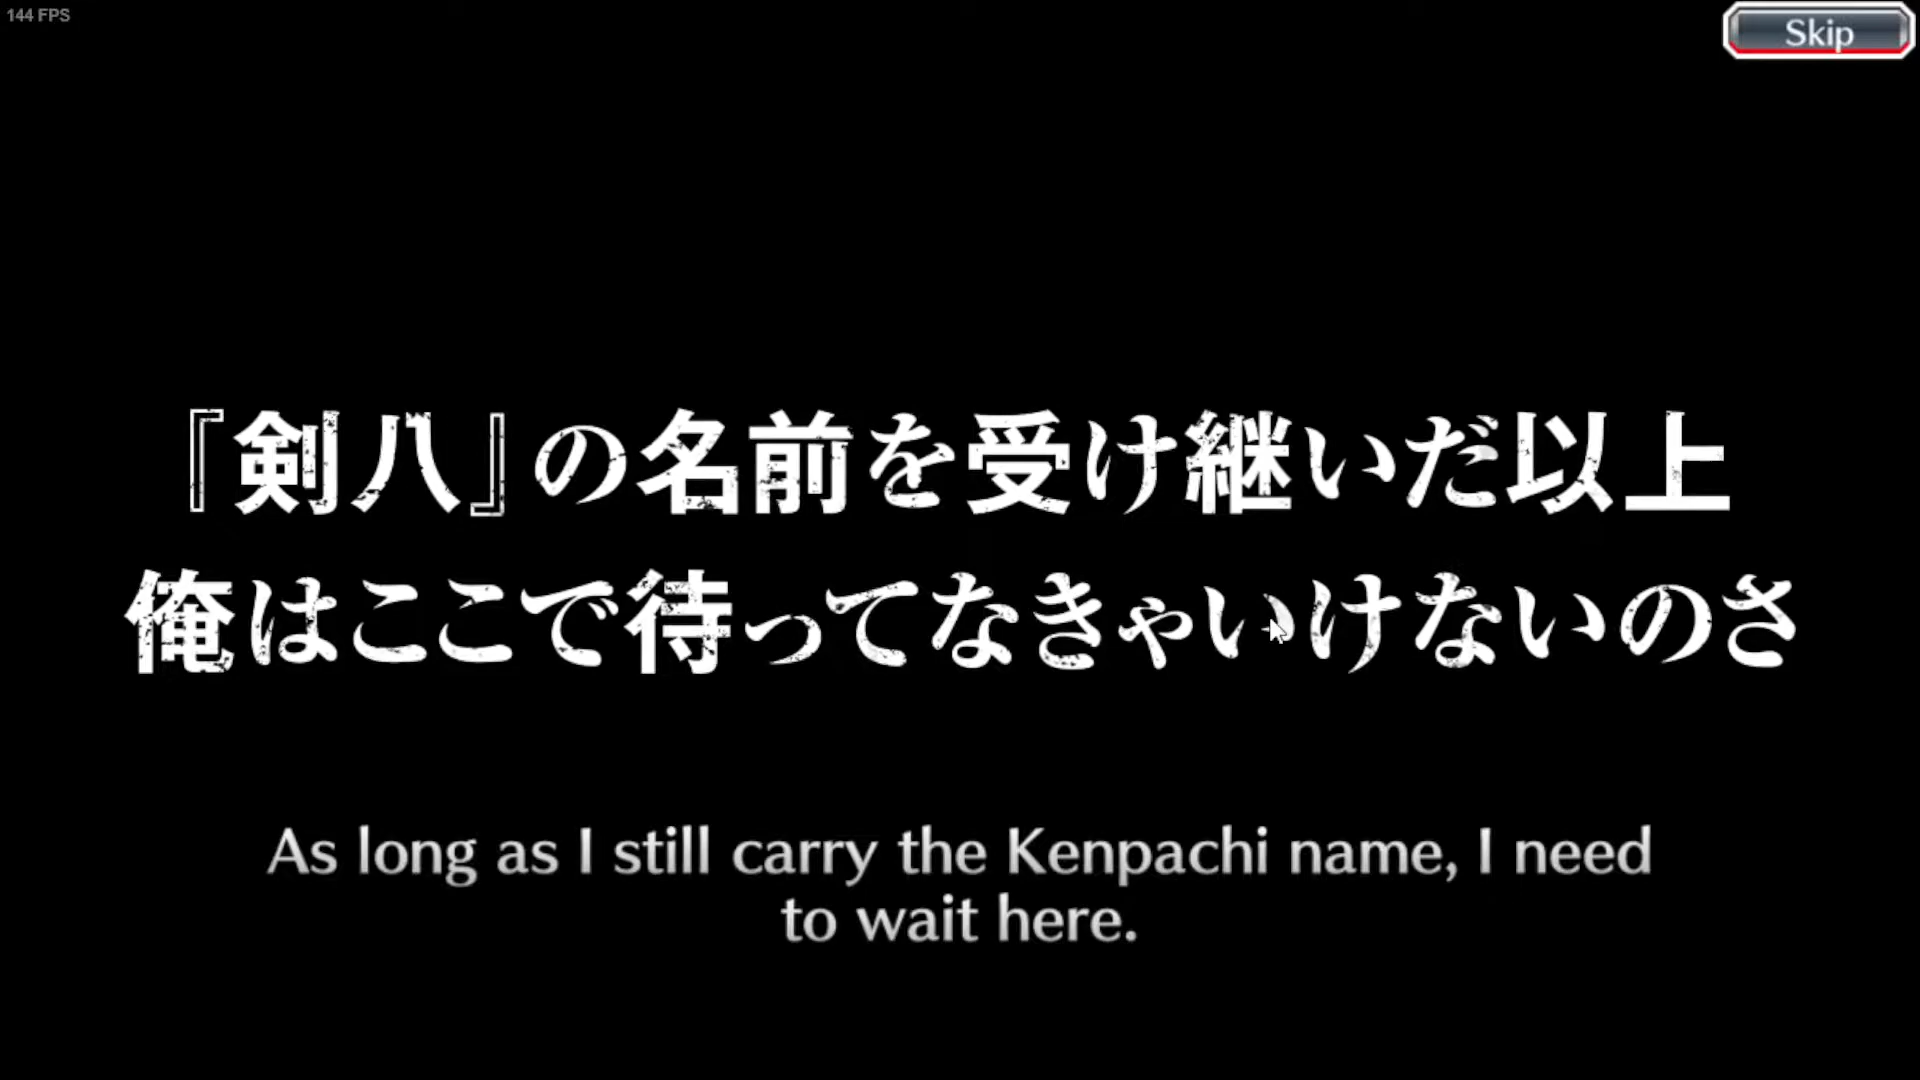 144 FPS
Skip
『剣八』の名前を受け継いだ以上
俺はここで待ってなきゃいけないのさ
As long as I still carry the Kenpachi name, I need
to wait here.